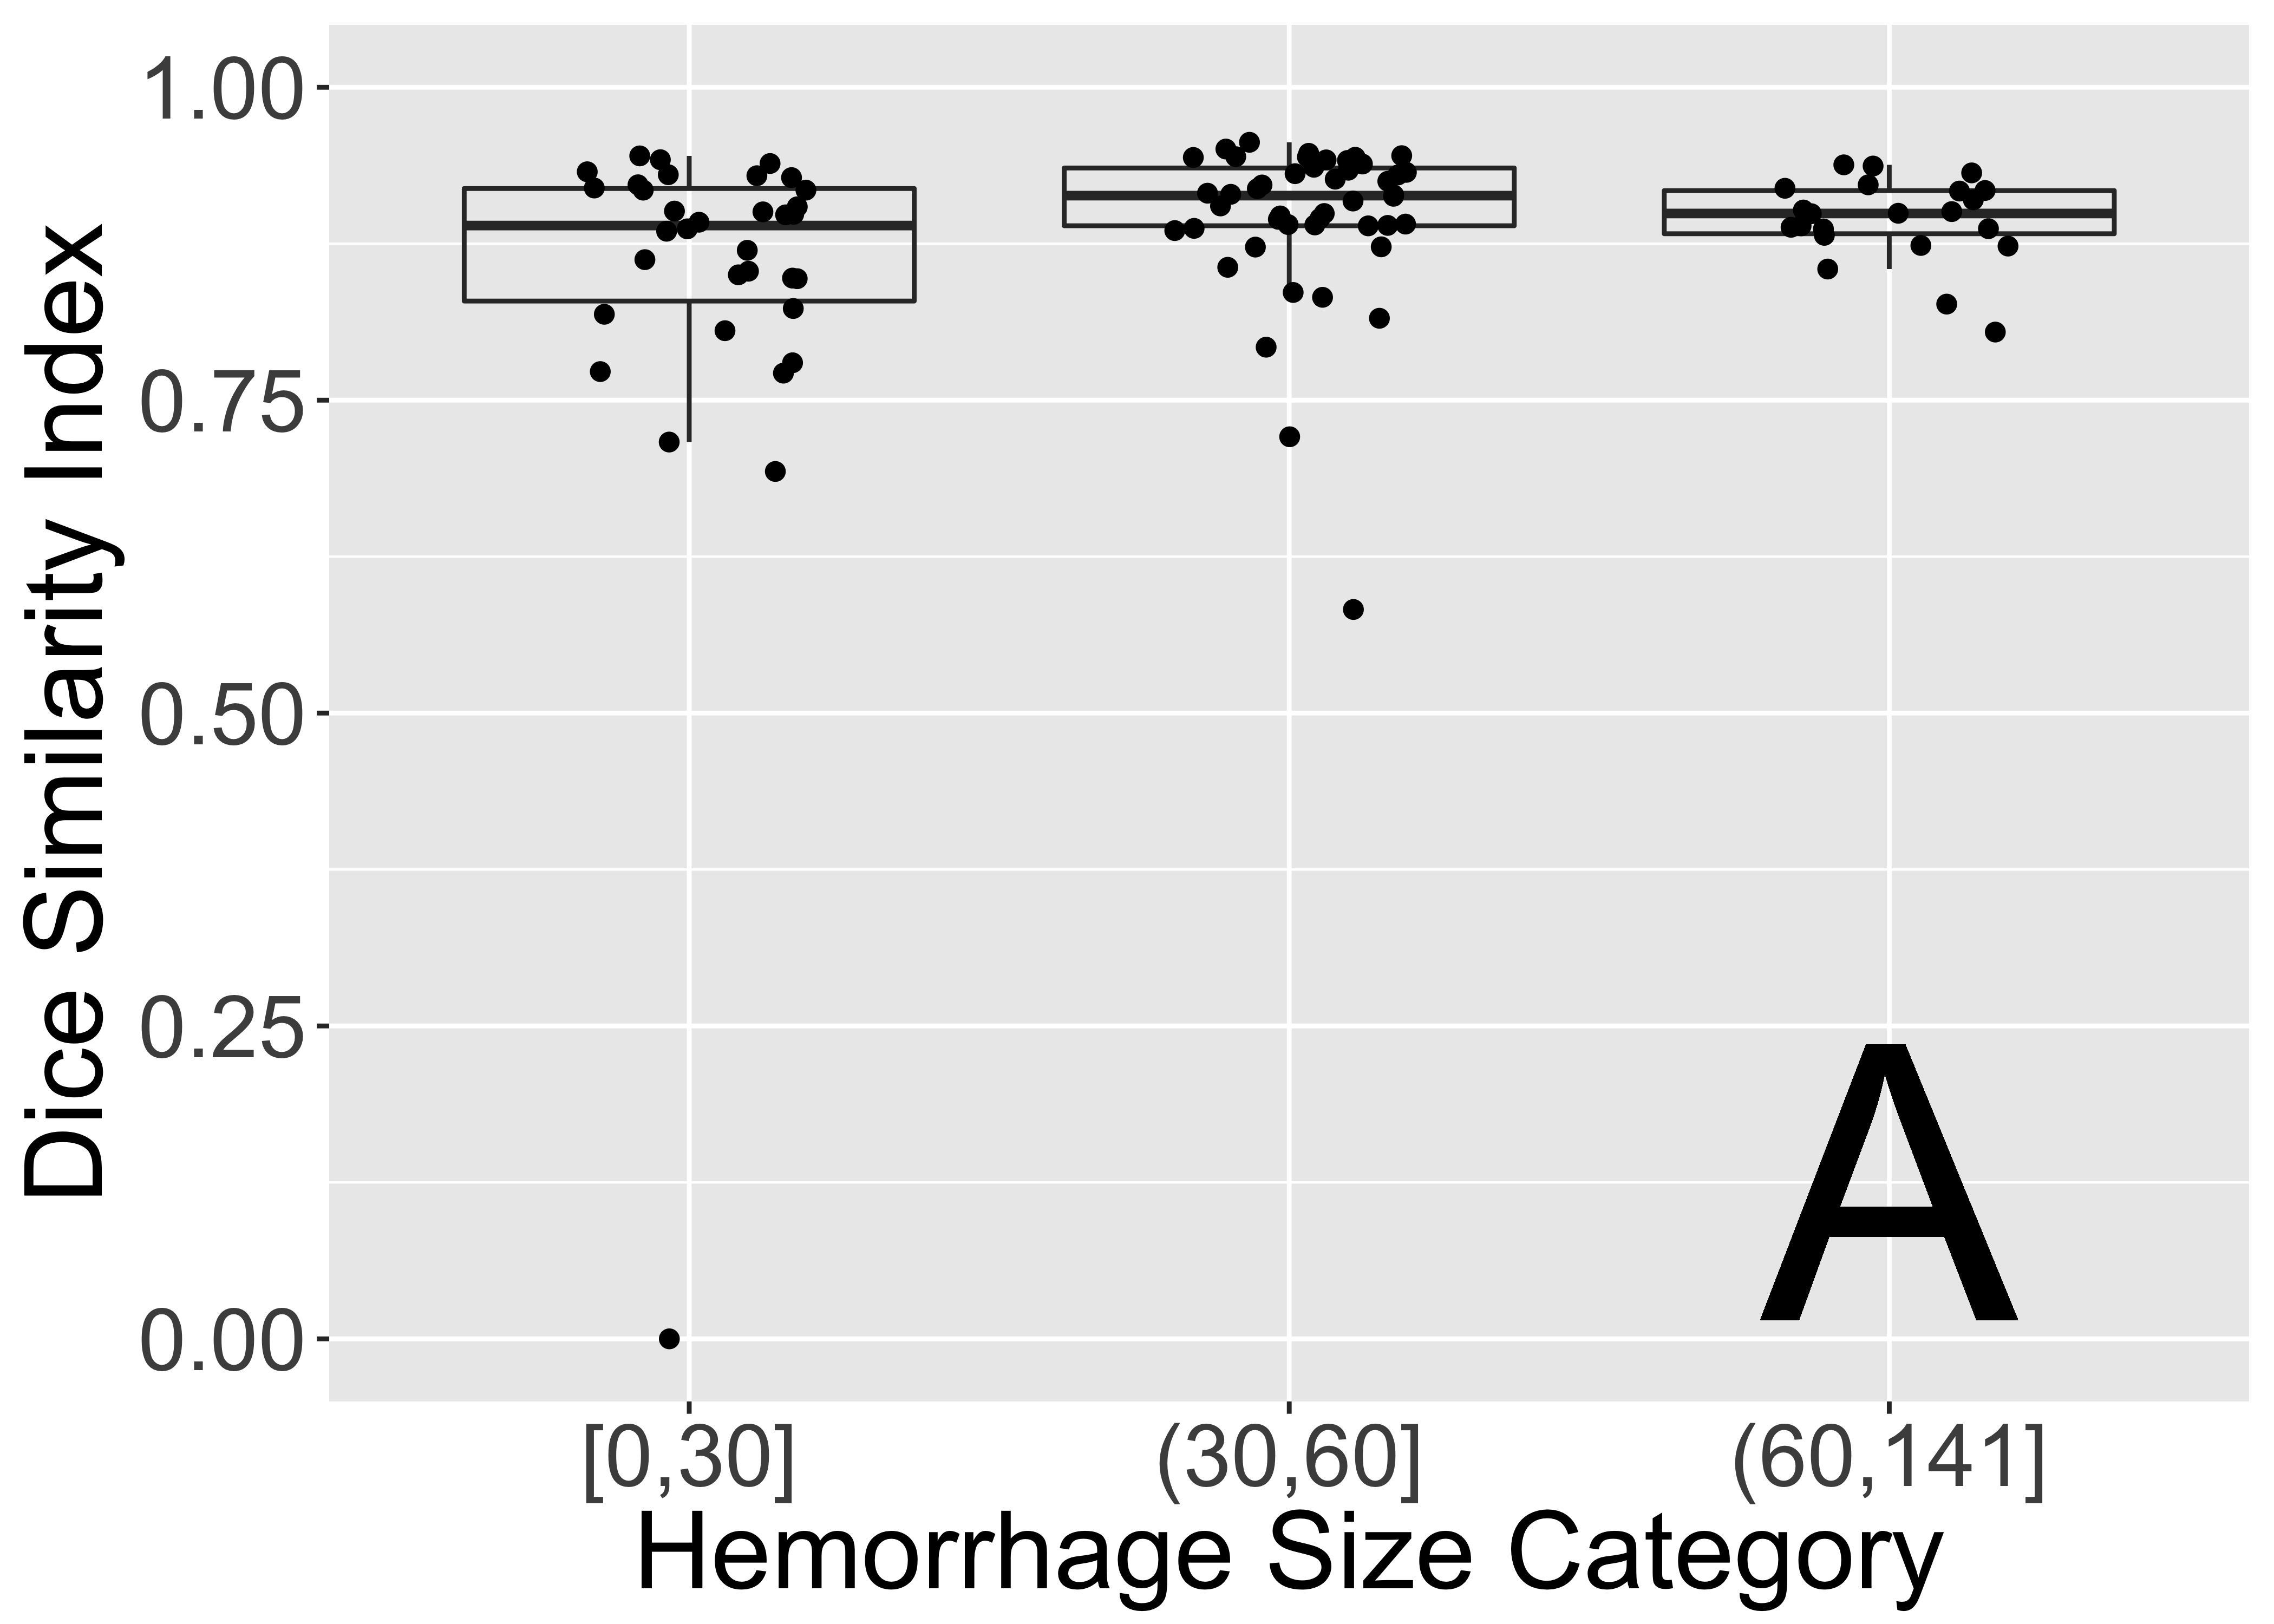 Dice Similarity Index
1.00
0.75
0.50
0.25
0.00
A
[0,30]
(30,60]
(60,141]
Hemorrhage Size Category